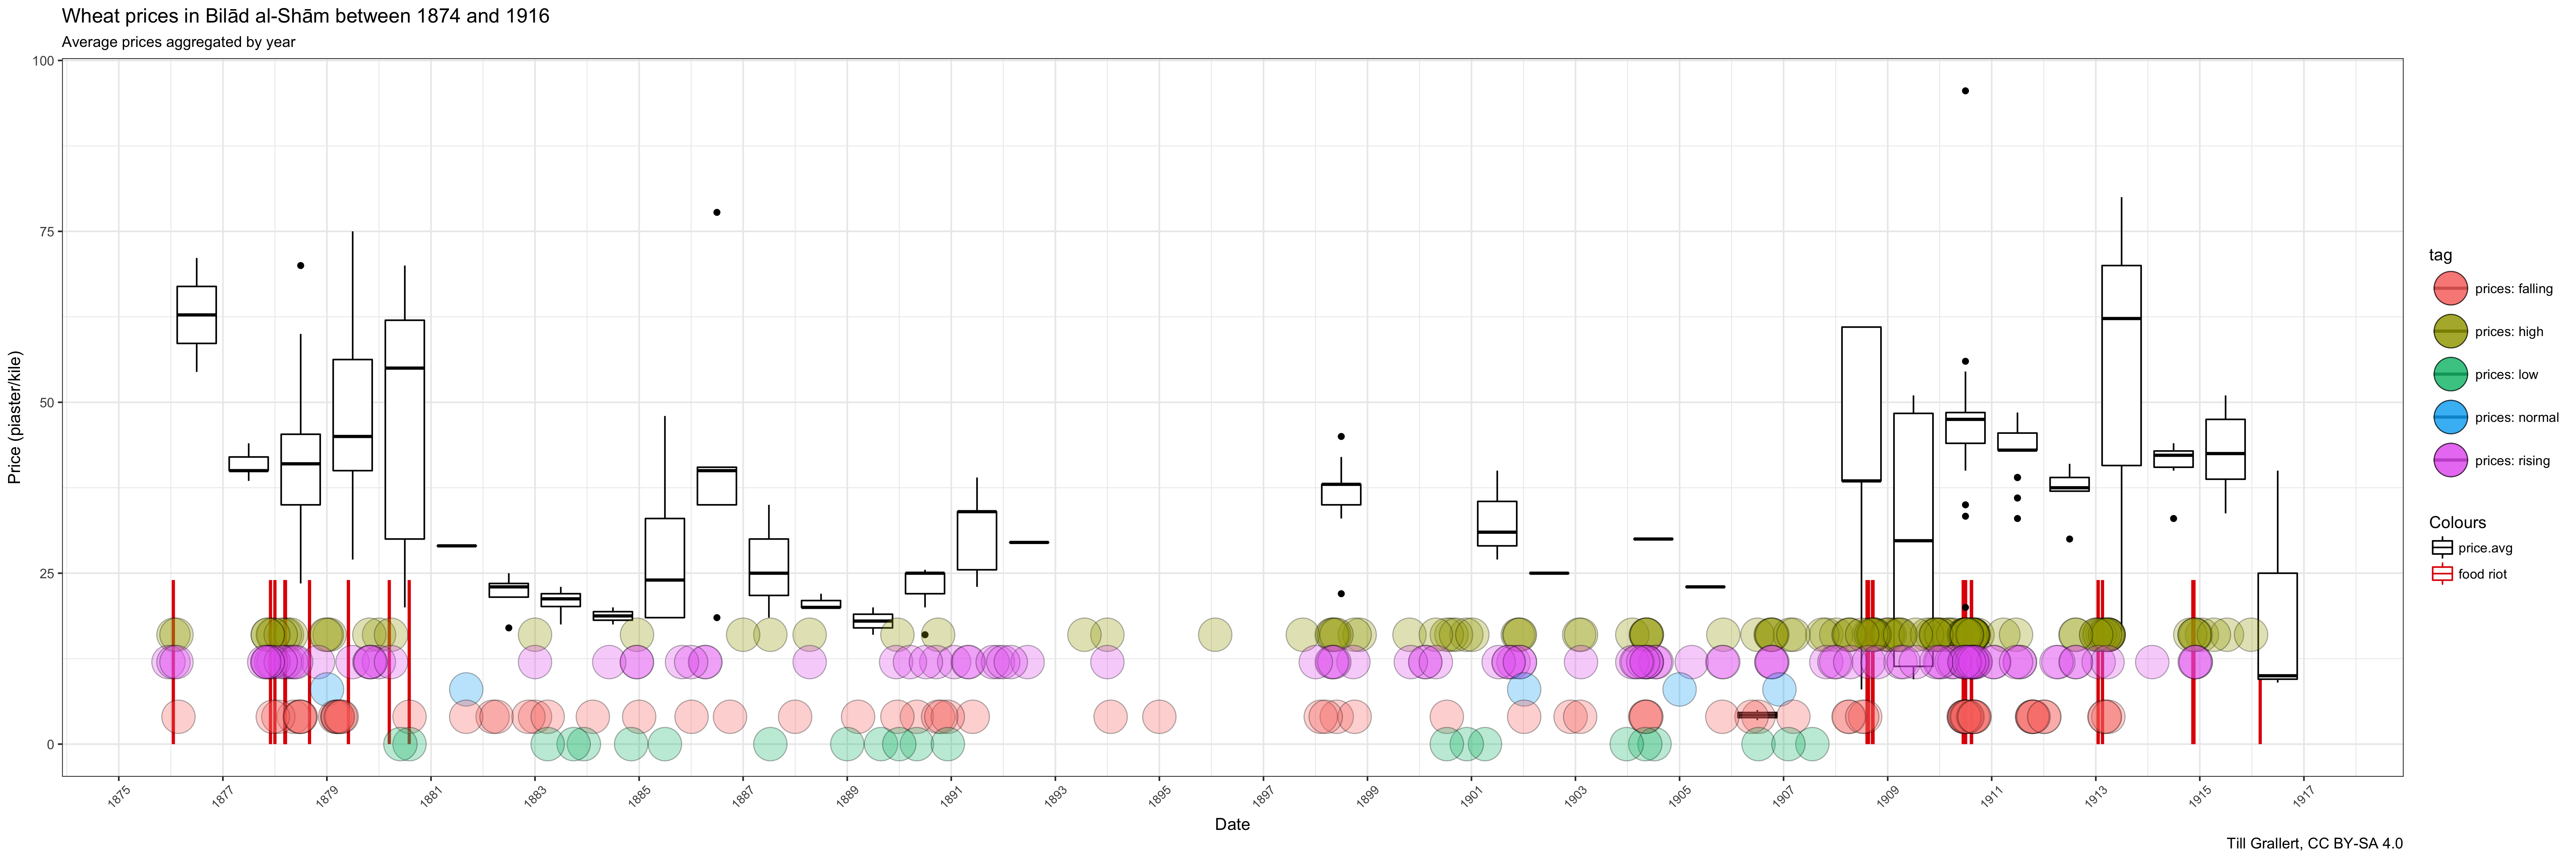 Wheat prices in Bilād al-Shām between 1874 and 1916
Average prices aggregated by year
Price (piaster/kile)
100
75
50
25
0
1875 1877 1879 1881 1883 1885 1887 1889 1891 1893 1895 1897 1899 1901 1903 1905 1907 1909 1911 1913 1915 1917
Date
tag
prices: falling
prices: high
prices: low
prices: normal
prices: rising
Colours
price.avg
food riot
Till Grallert, CC BY-SA 4.0